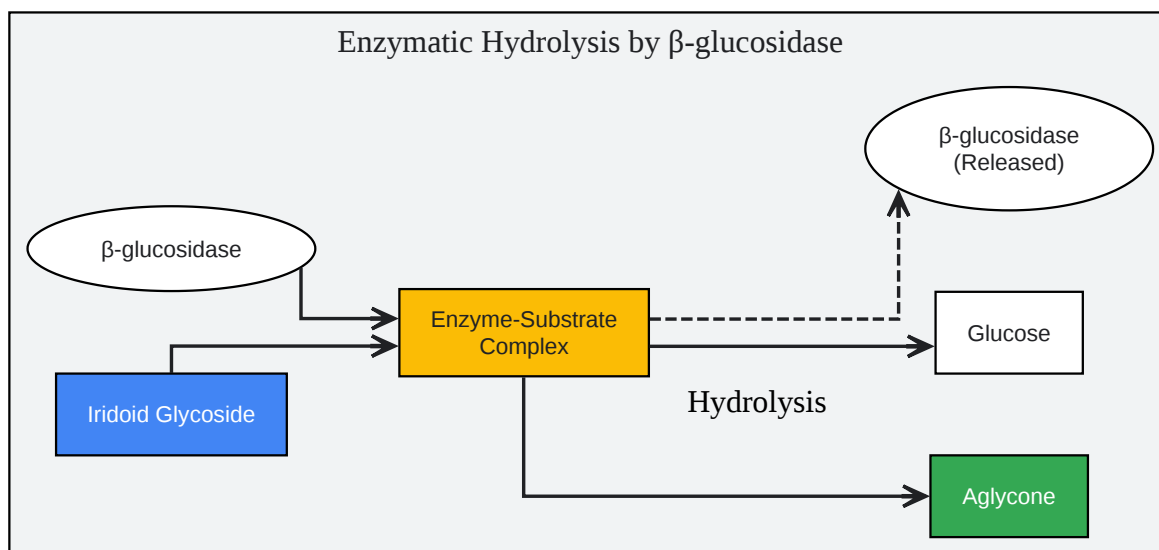 Enzymatic Hydrolysis by β-glucosidase
β-glucosidase
(Released)
β-glucosidase
Enzyme-Substrate
Complex
Glucose
Iridoid Glycoside
Hydrolysis
Aglycone